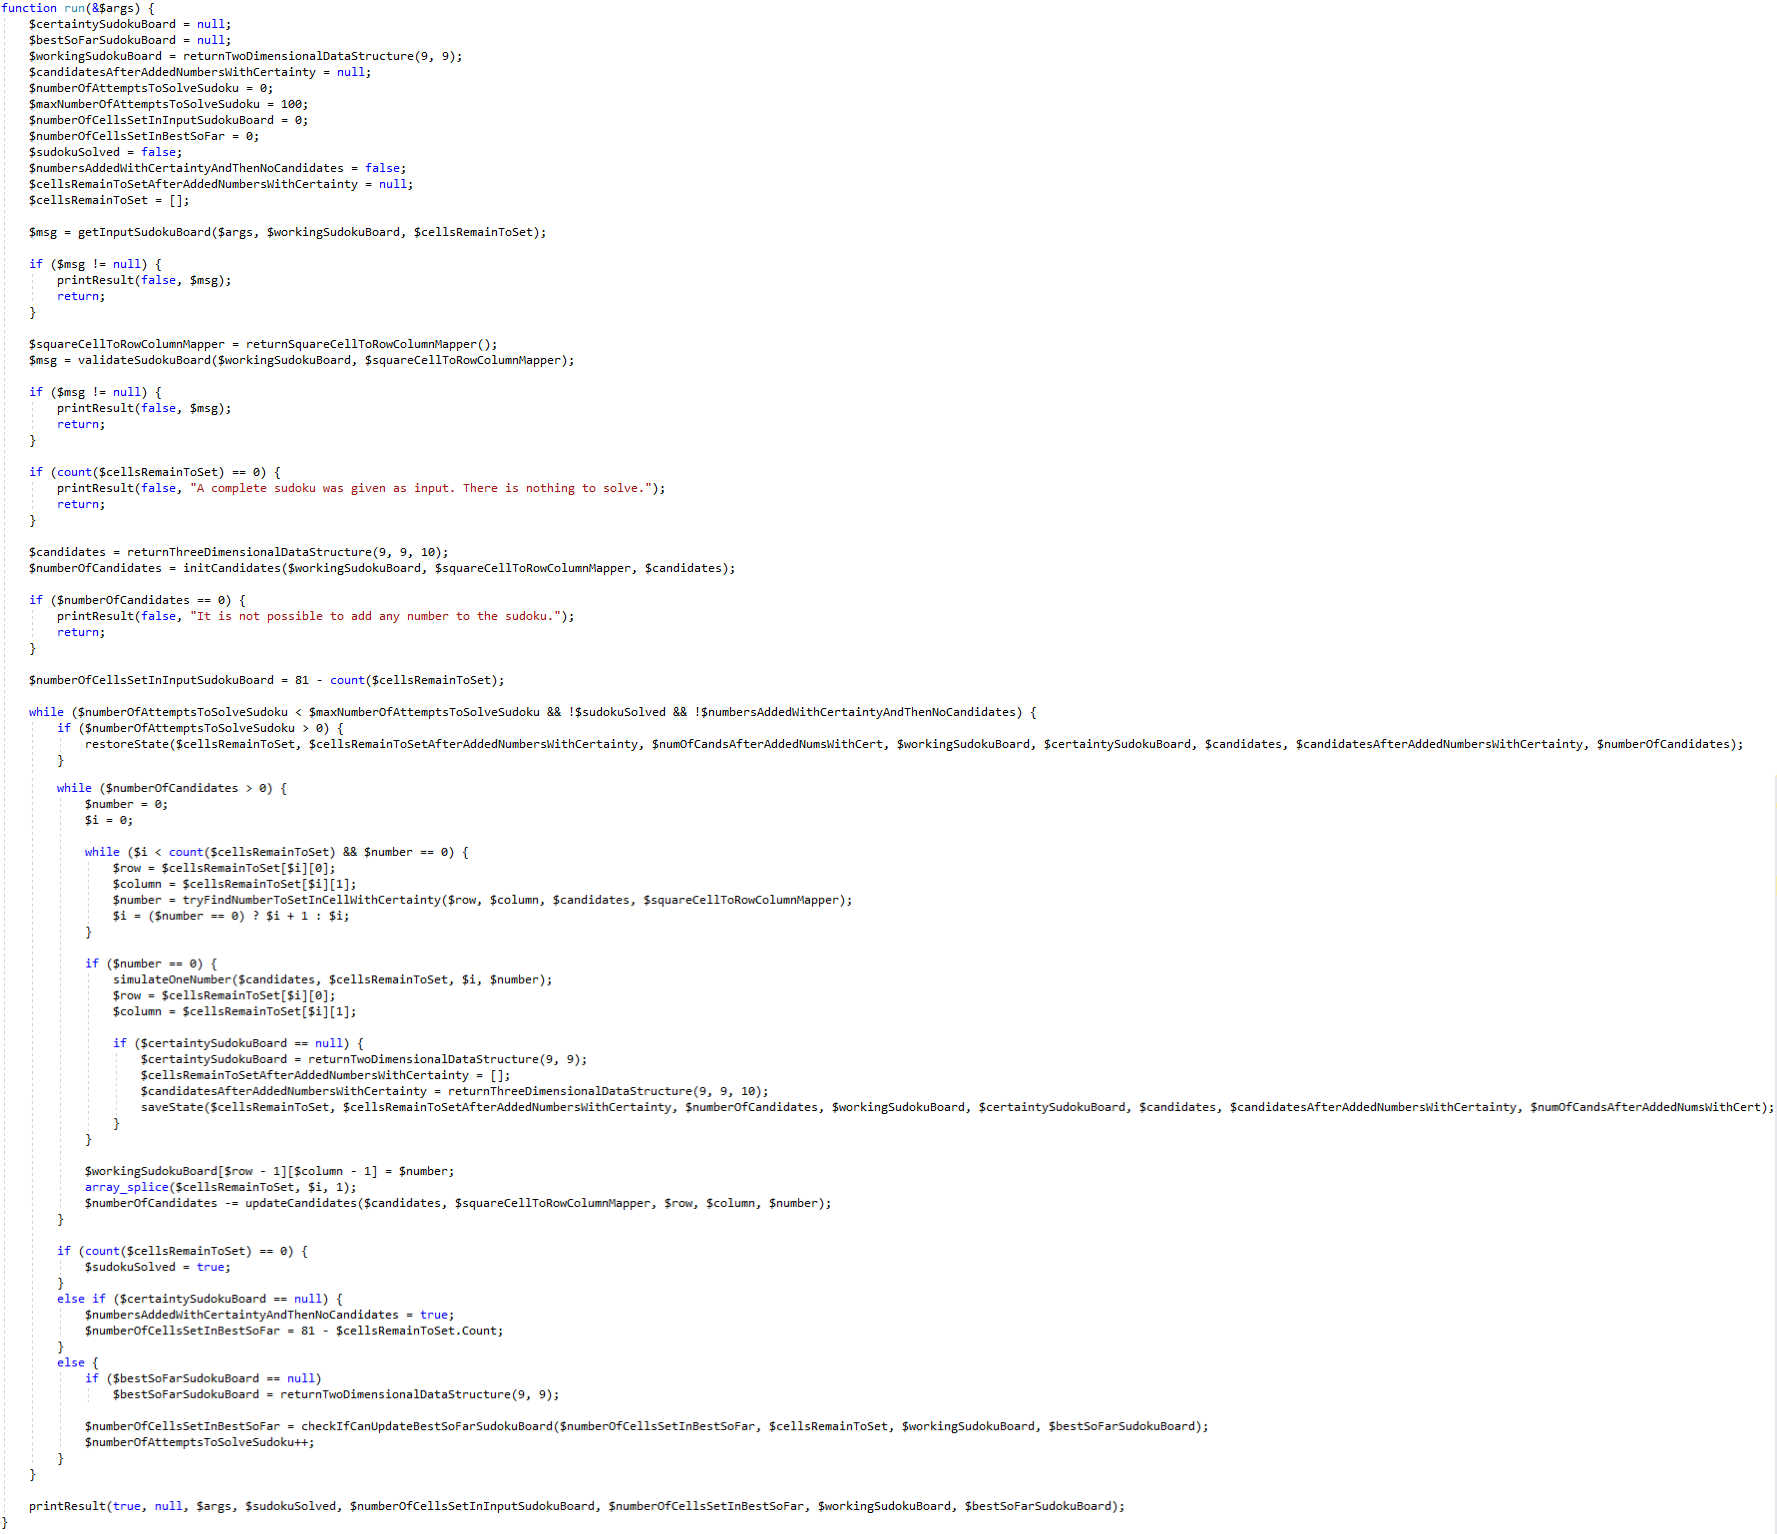 function run(&$args) {
    $certaintySudokuBoard = null;
    $bestSoFarSudokuBoard = null;
    $workingSudokuBoard = returnTwoDimensionalDataStructure(9, 9);
    $candidatesAfterAddedNumbersWithCertainty = null;
    $numberOfAttemptsToSolveSudoku = 0;
    $maxNumberOfAttemptsToSolveSudoku = 100;
    $numberOfCellsSetInInputSudokuBoard = 0;
    $numberOfCellsSetInBestSoFar = 0;
    $sudokuSolved = false;
    $numbersAddedWithCertaintyAndThenNoCandidates = false;
    $cellsRemainToSetAfterAddedNumbersWithCertainty = null;
    $cellsRemainToSet = [];

    $msg = getInputSudokuBoard($args, $workingSudokuBoard, $cellsRemainToSet);

    if ($msg != null) {
        printResult(false, $msg);
        return;
    }

    $squareCellToRowColumnMapper = returnSquareCellToRowColumnMapper();
    $msg = validateSudokuBoard($workingSudokuBoard, $squareCellToRowColumnMapper);

    if ($msg != null) {
        printResult(false, $msg);
        return;
    }

    if (count($cellsRemainToSet) == 0) {
        printResult(false, "A complete sudoku was given as input. There is nothing to solve.");
        return;
    }

    $candidates = returnThreeDimensionalDataStructure(9, 9, 10);
    $numberOfCandidates = initCandidates($workingSudokuBoard, $squareCellToRowColumnMapper, $candidates);

    if ($numberOfCandidates == 0) {
        printResult(false, "It is not possible to add any number to the sudoku.");
        return;
    }

    $numberOfCellsSetInInputSudokuBoard = 81 - count($cellsRemainToSet);

    while ($numberOfAttemptsToSolveSudoku < $maxNumberOfAttemptsToSolveSudoku && !$sudokuSolved && !$numbersAddedWithCertaintyAndThenNoCandidates) {
        if ($numberOfAttemptsToSolveSudoku > 0) {
            restoreState($cellsRemainToSet, $cellsRemainToSetAfterAddedNumbersWithCertainty, $numOfCandsAfterAddedNumsWithCert, $workingSudokuBoard, $certaintySudokuBoard, $candidates, $candidatesAfterAddedNumbersWithCertainty, $numberOfCandidates);
        }

        while ($numberOfCandidates > 0) {
            $number = 0;
            $i = 0;

            while ($i < count($cellsRemainToSet) && $number == 0) {
                $row = $cellsRemainToSet[$i][0];
                $column = $cellsRemainToSet[$i][1];
                $number = tryFindNumberToSetInCellWithCertainty($row, $column, $candidates, $squareCellToRowColumnMapper);
                $i = ($number == 0) ? $i + 1 : $i;
            }

            if ($number == 0) {
                simulateOneNumber($candidates, $cellsRemainToSet, $i, $number);
                $row = $cellsRemainToSet[$i][0];
                $column = $cellsRemainToSet[$i][1];

                if ($certaintySudokuBoard == null) {
                    $certaintySudokuBoard = returnTwoDimensionalDataStructure(9, 9);
                    $cellsRemainToSetAfterAddedNumbersWithCertainty = [];
                    $candidatesAfterAddedNumbersWithCertainty = returnThreeDimensionalDataStructure(9, 9, 10);
                    saveState($cellsRemainToSet, $cellsRemainToSetAfterAddedNumbersWithCertainty, $numberOfCandidates, $workingSudokuBoard, $certaintySudokuBoard, $candidates, $candidatesAfterAddedNumbersWithCertainty, $numOfCandsAfterAddedNumsWithCert);
                }
            }

            $workingSudokuBoard[$row - 1][$column - 1] = $number;
            array_splice($cellsRemainToSet, $i, 1);
            $numberOfCandidates -= updateCandidates($candidates, $squareCellToRowColumnMapper, $row, $column, $number);
        }

        if (count($cellsRemainToSet) == 0) {
            $sudokuSolved = true;
        }
        else if ($certaintySudokuBoard == null) {
            $numbersAddedWithCertaintyAndThenNoCandidates = true;
            $numberOfCellsSetInBestSoFar = 81 - $cellsRemainToSet.Count;
        }
        else {
            if ($bestSoFarSudokuBoard == null)
                $bestSoFarSudokuBoard = returnTwoDimensionalDataStructure(9, 9);

            $numberOfCellsSetInBestSoFar = checkIfCanUpdateBestSoFarSudokuBoard($numberOfCellsSetInBestSoFar, $cellsRemainToSet, $workingSudokuBoard, $bestSoFarSudokuBoard);
            $numberOfAttemptsToSolveSudoku++;
        }
    }

    printResult(true, null, $args, $sudokuSolved, $numberOfCellsSetInInputSudokuBoard, $numberOfCellsSetInBestSoFar, $workingSudokuBoard, $bestSoFarSudokuBoard);
}